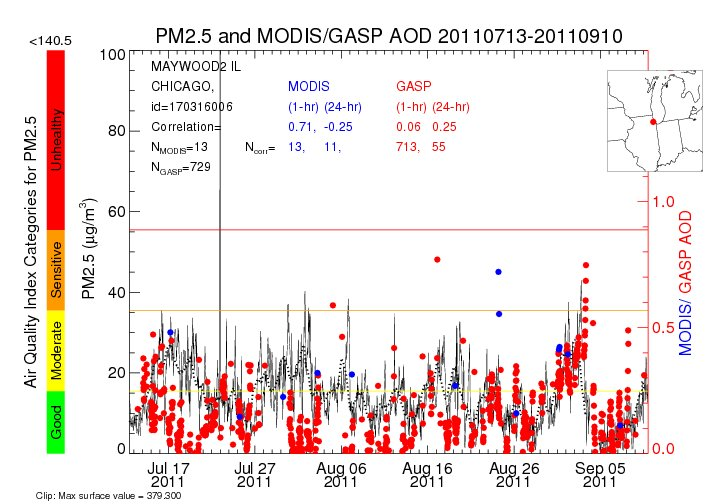 PM2.5 and MODIS/GASP AOD 20110713-20110910
<140.5
Air Quality Index Categories for PM2.5
Unhealthy
Sensitive
Moderate
Good
PM2.5 (µg/m³)
100
80
60
40
20
0
MAYWOOD2 IL
CHICAGO, MODIS GASP
id=170316006 (1-hr) (24-hr) (1-hr) (24-hr)
Correlation= 0.71, -0.25 0.06 0.25
NMODIS=13 Ncorr= 13, 11, 713, 55
NGASP=729
1.0
0.5
0.0
MODIS/ GASP AOD
Jul 17 Jul 27 Aug 06 Aug 16 Aug 26 Sep 05
2011 2011 2011 2011 2011 2011
Clip: Max surface value = 379.300